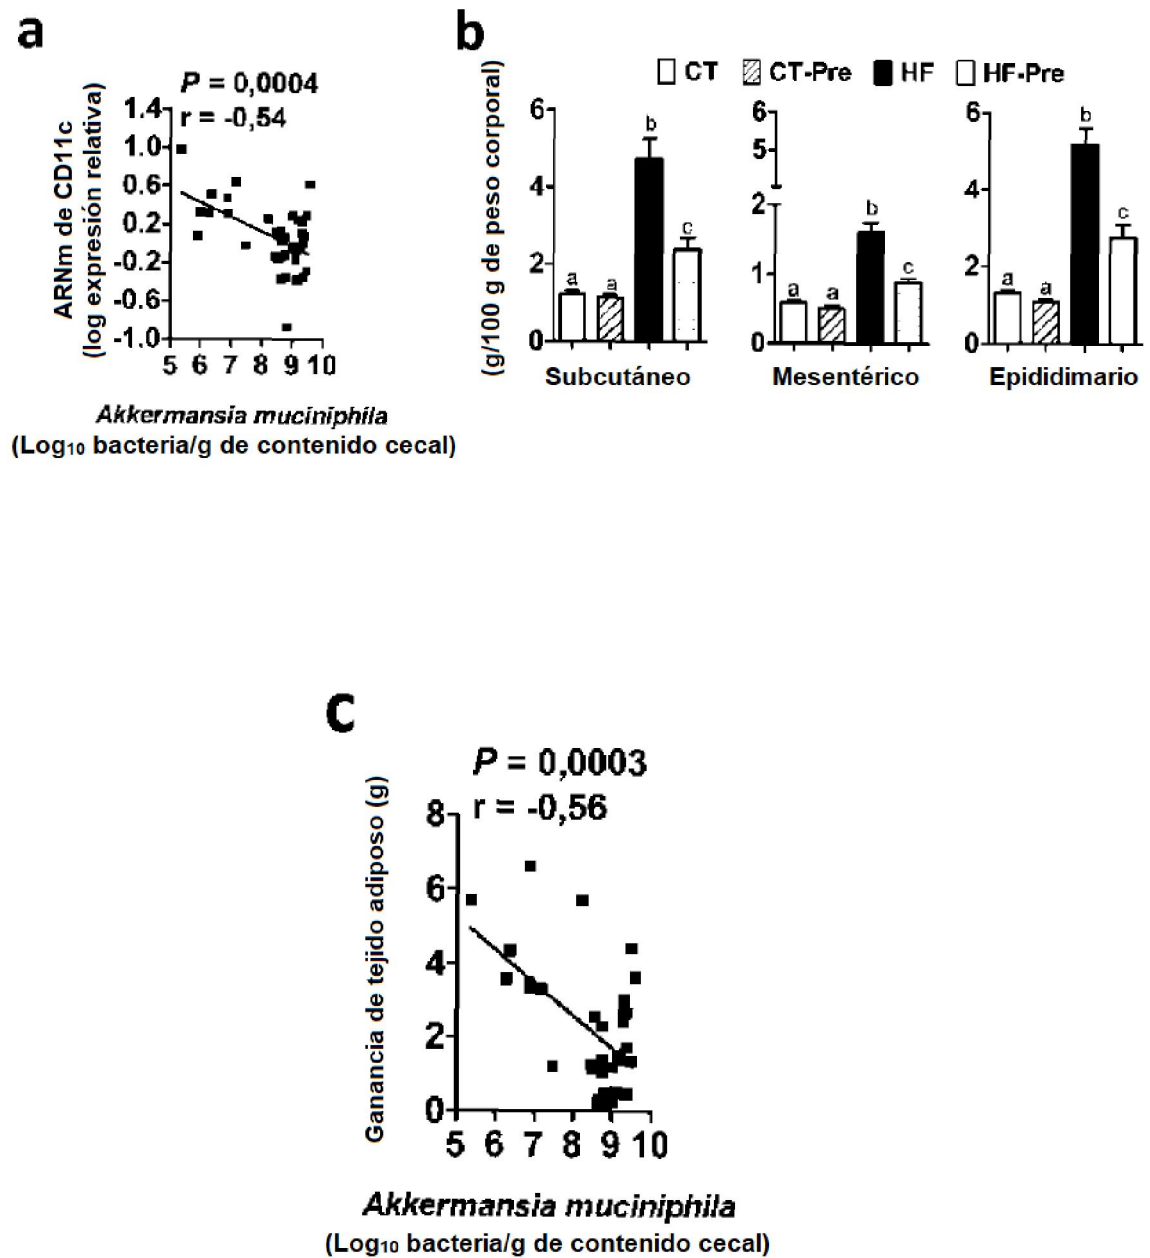 a
P = 0,0004
r = -0,54
ARNm de CD11c
(log expresión relativa)
1.4
1.0
0.6
0.2
-0.2
-0.6
-1.0
5 6 7 8 9 10
Akkermansia muciniphila
(Log₁₀ bacteria/g de contenido cecal)
b
CT CT-Pre HF HF-Pre
(g/100 g de peso corporal)
6
4
2
0
a a b c
Subcutáneo
6
5
2
1
0
a a b c
Mesentérico
6
4
2
0
a a b c
Epididimario
c
P = 0,0003
r = -0,56
Ganancia de tejido adiposo (g)
8
6
4
2
0
5 6 7 8 9 10
Akkermansia muciniphila
(Log₁₀ bacteria/g de contenido cecal)